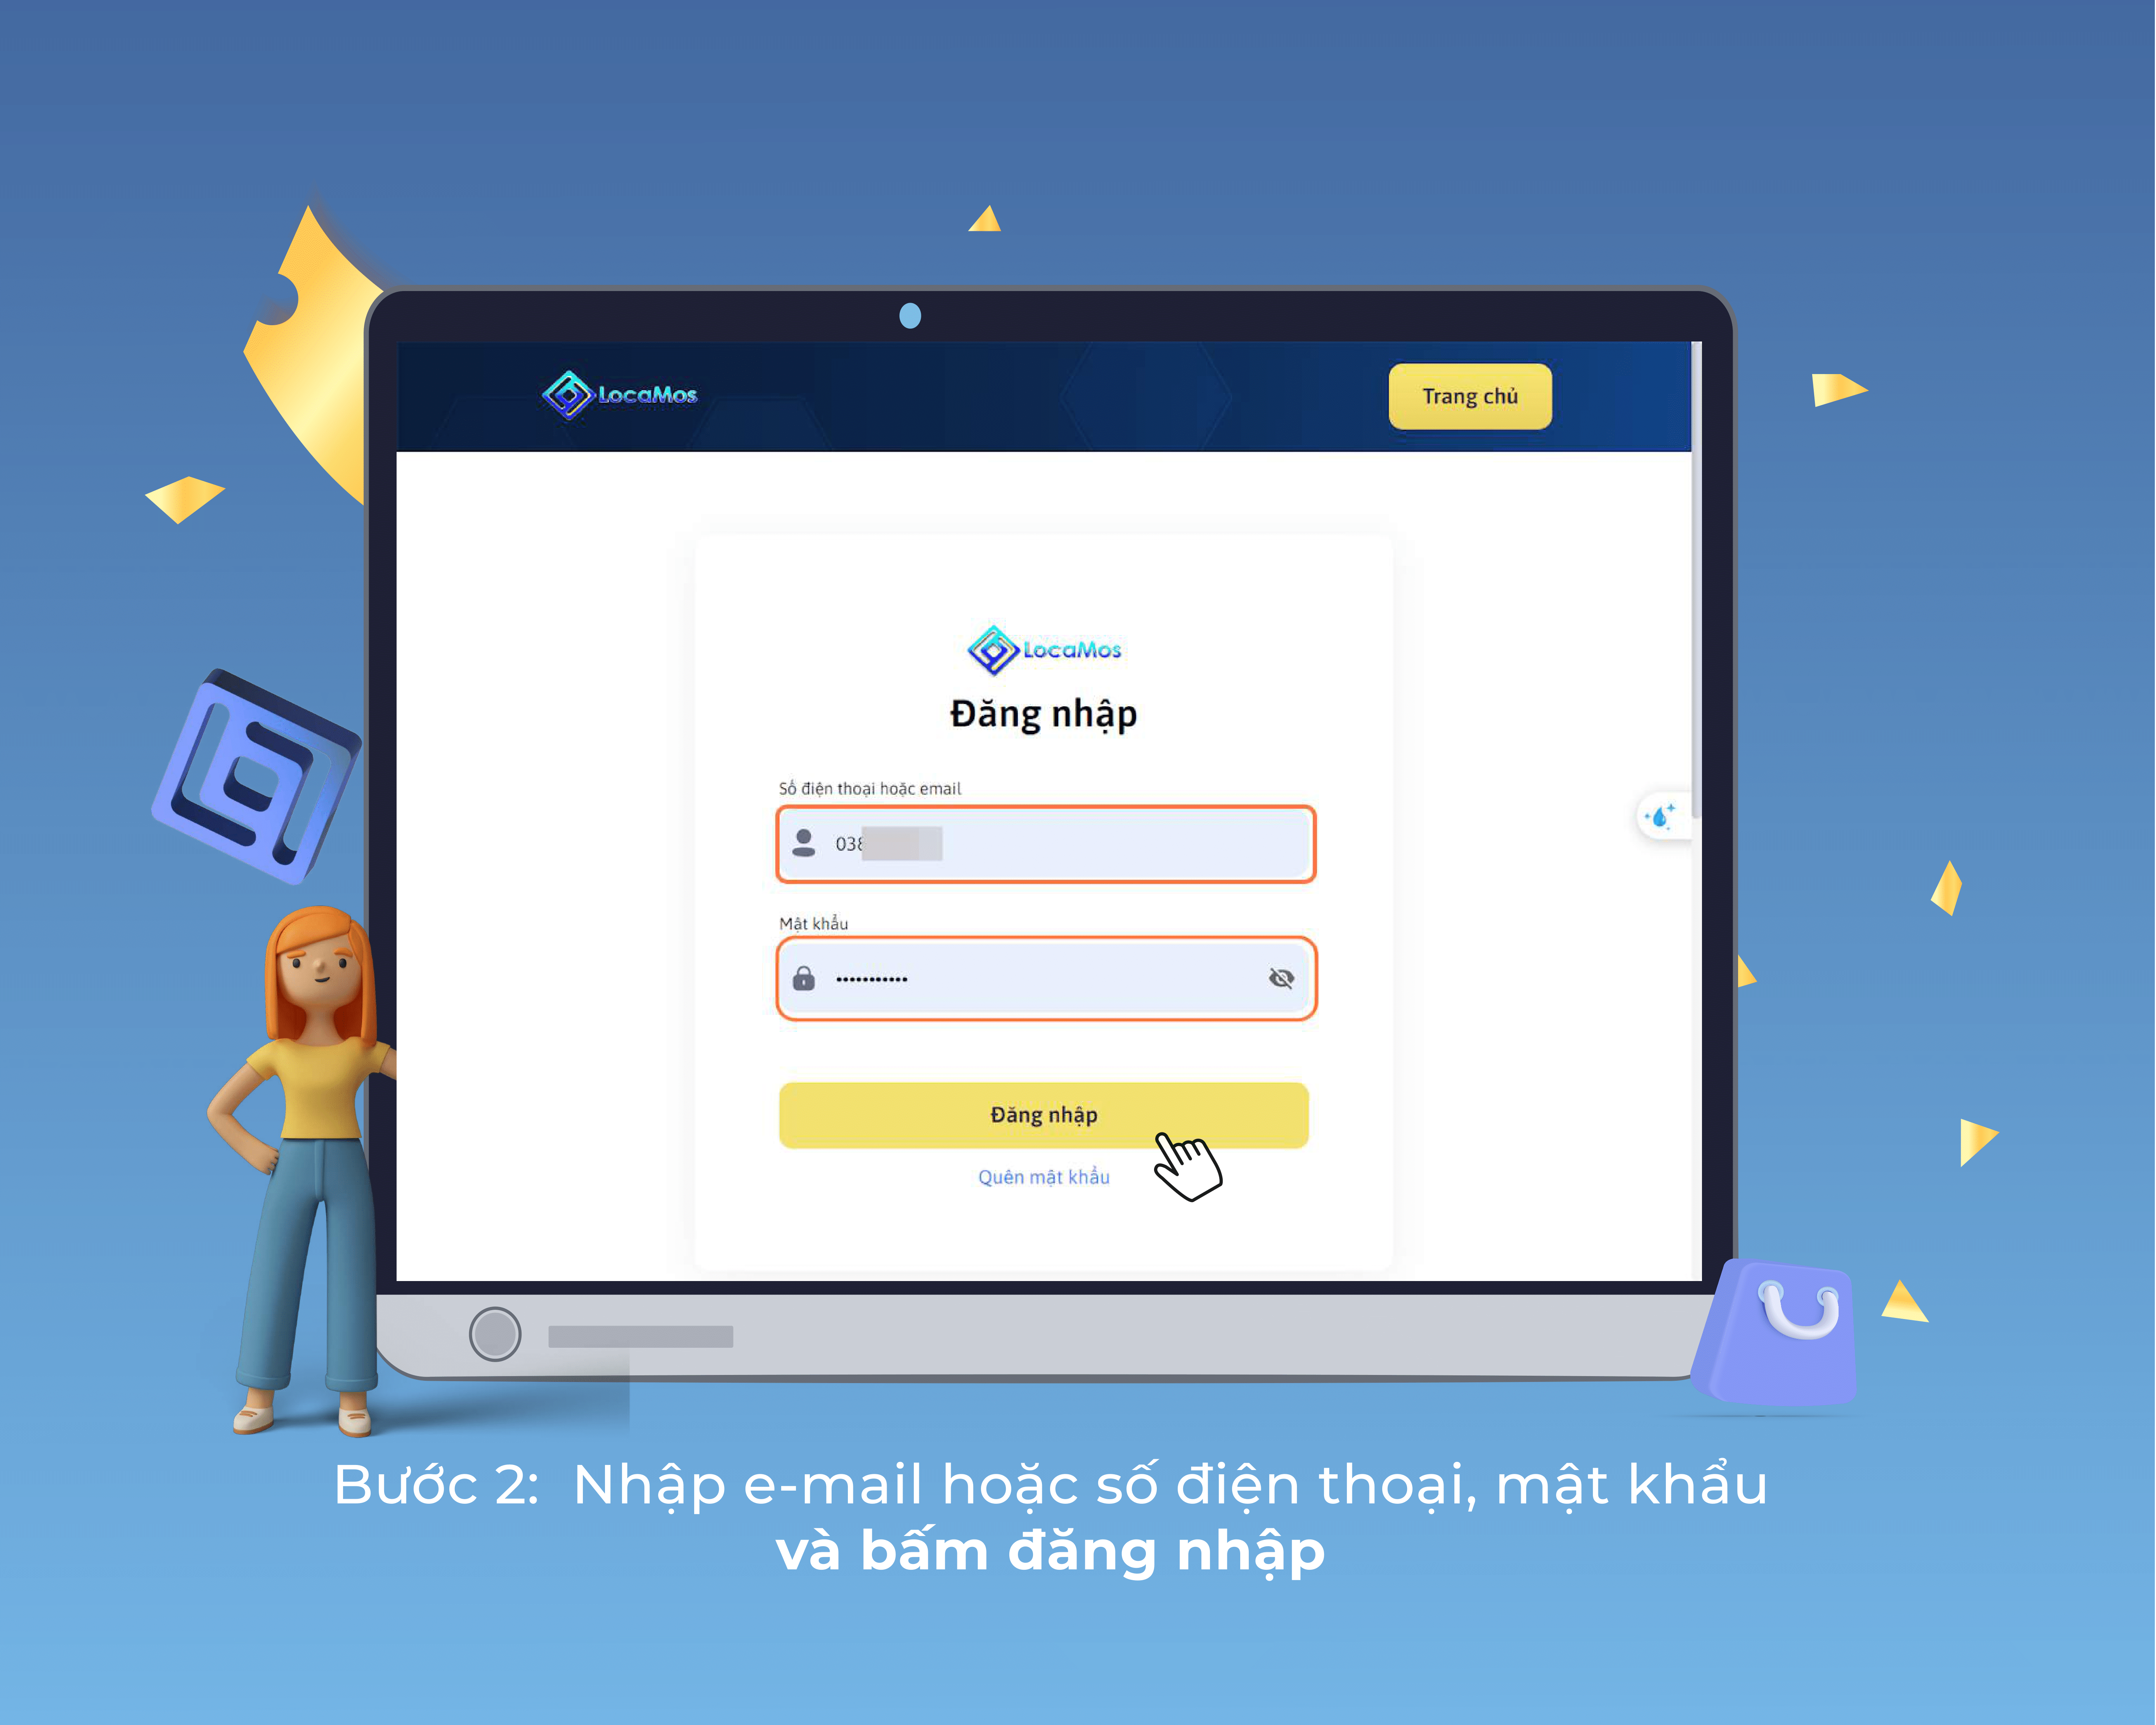 LocaMos
Trang chủ
LocaMos
Đăng nhập
Số điện thoại hoặc email
038
Mật khẩu
Đăng nhập
Quên mật khẩu
Bước 2: Nhập e-mail hoặc số điện thoại, mật khẩu
và bấm đăng nhập